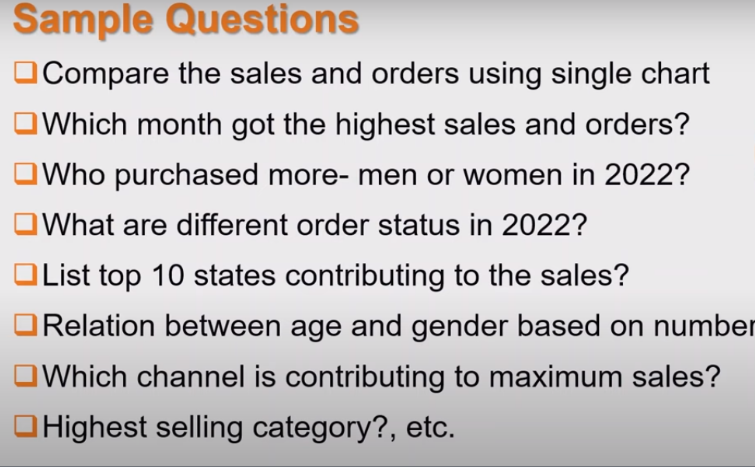 Sample Questions
Compare the sales and orders using single chart
Which month got the highest sales and orders?
Who purchased more- men or women in 2022?
What are different order status in 2022?
List top 10 states contributing to the sales?
Relation between age and gender based on number
Which channel is contributing to maximum sales?
Highest selling category?, etc.